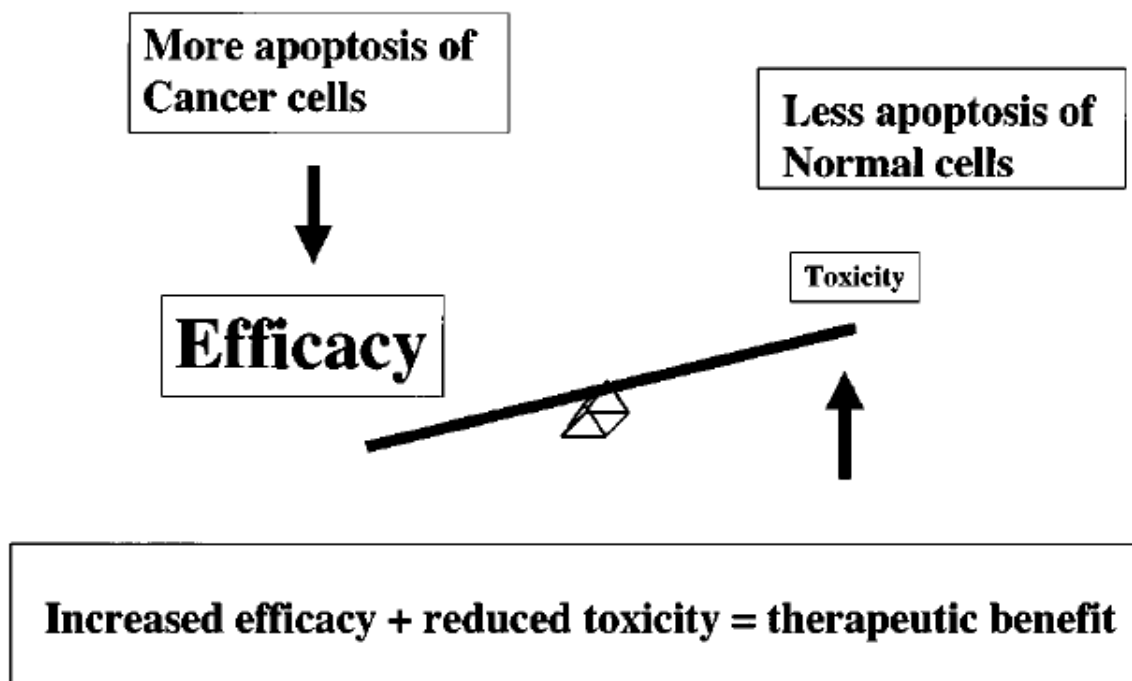 More apoptosis of
Cancer cells
Less apoptosis of
Normal cells
Toxicity
Efficacy
Increased efficacy + reduced toxicity = therapeutic benefit